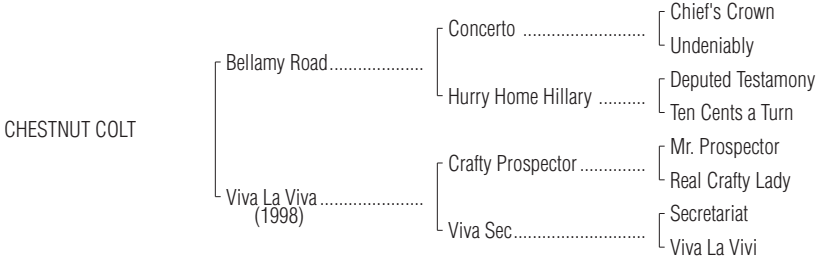 Chief's Crown
Concerto ..........................
Undeniably
Bellamy Road....................
Deputed Testamony
Hurry Home Hillary ..........
Ten Cents a Turn
CHESTNUT COLT
Mr. Prospector
Crafty Prospector ..............
Real Crafty Lady
Viva La Viva......................
(1998)
Secretariat
Viva Sec............................
Viva La Vivi